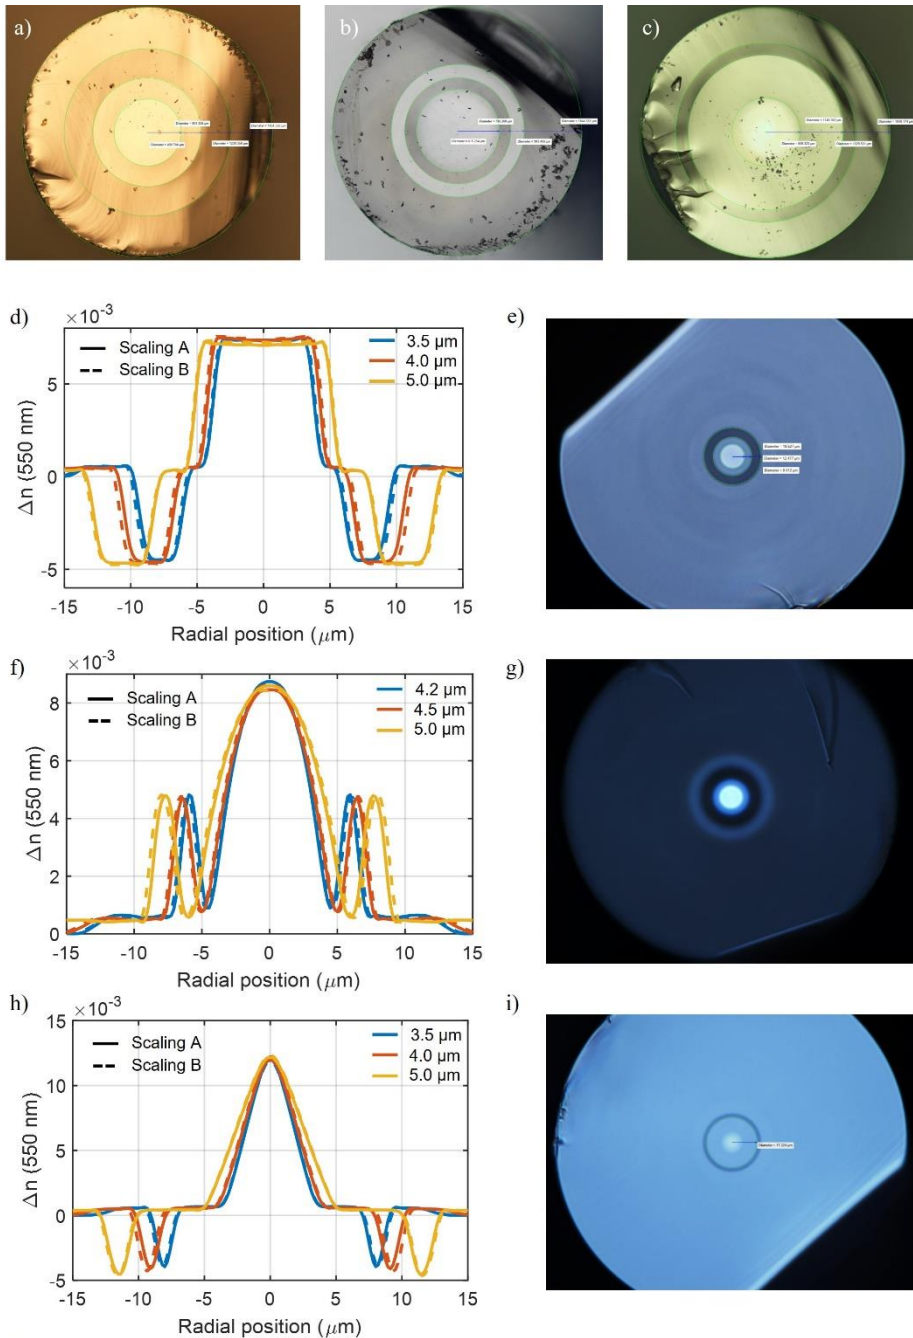 a)
b)
c)
d)
×10⁻³
Scaling A
Scaling B
3.5 μm
4.0 μm
5.0 μm
5
0
-5
Δn (550 nm)
-15 -10 -5 0 5 10 15
Radial position (μm)
e)
f)
×10⁻³
Scaling A
Scaling B
4.2 μm
4.5 μm
5.0 μm
8
6
4
2
0
Δn (550 nm)
-15 -10 -5 0 5 10 15
Radial position (μm)
g)
h)
×10⁻³
Scaling A
Scaling B
3.5 μm
4.0 μm
5.0 μm
15
10
5
0
-5
Δn (550 nm)
-15 -10 -5 0 5 10 15
Radial position (μm)
i)